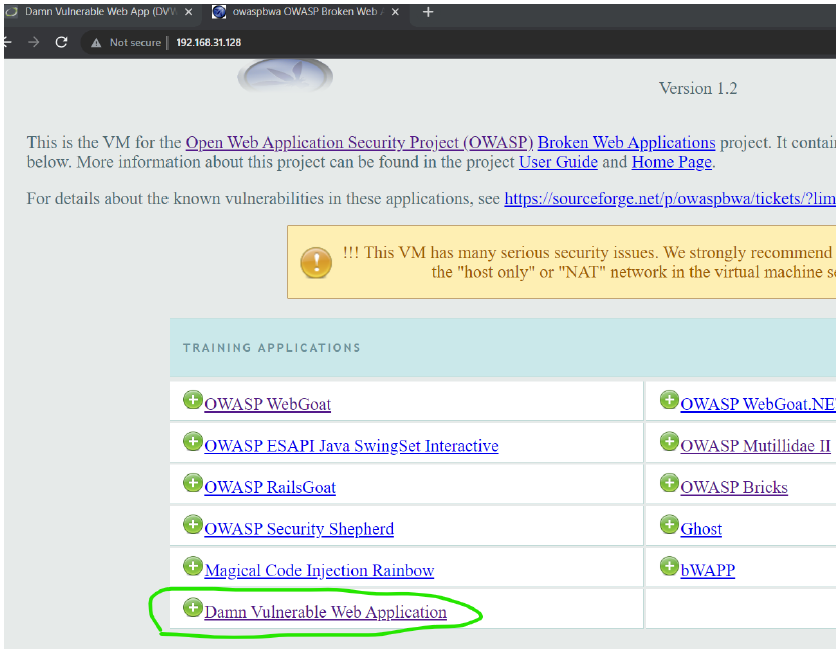 Damn Vulnerable Web App (DVW
owaspbwa OWASP Broken Web A
Not secure 192.168.31.128
Version 1.2
This is the VM for the Open Web Application Security Project (OWASP) Broken Web Applications project. It contain
below. More information about this project can be found in the project User Guide and Home Page.
For details about the known vulnerabilities in these applications, see https://sourceforge.net/p/owaspbwa/tickets/?lim
!!! This VM has many serious security issues. We strongly recommend
the "host only" or "NAT" network in the virtual machine se
TRAINING APPLICATIONS
OWASP WebGoat
OWASP WebGoat.NE
OWASP ESAPI Java SwingSet Interactive
OWASP Mutillidae II
OWASP RailsGoat
OWASP Bricks
OWASP Security Shepherd
Ghost
Magical Code Injection Rainbow
bWAPP
Damn Vulnerable Web Application